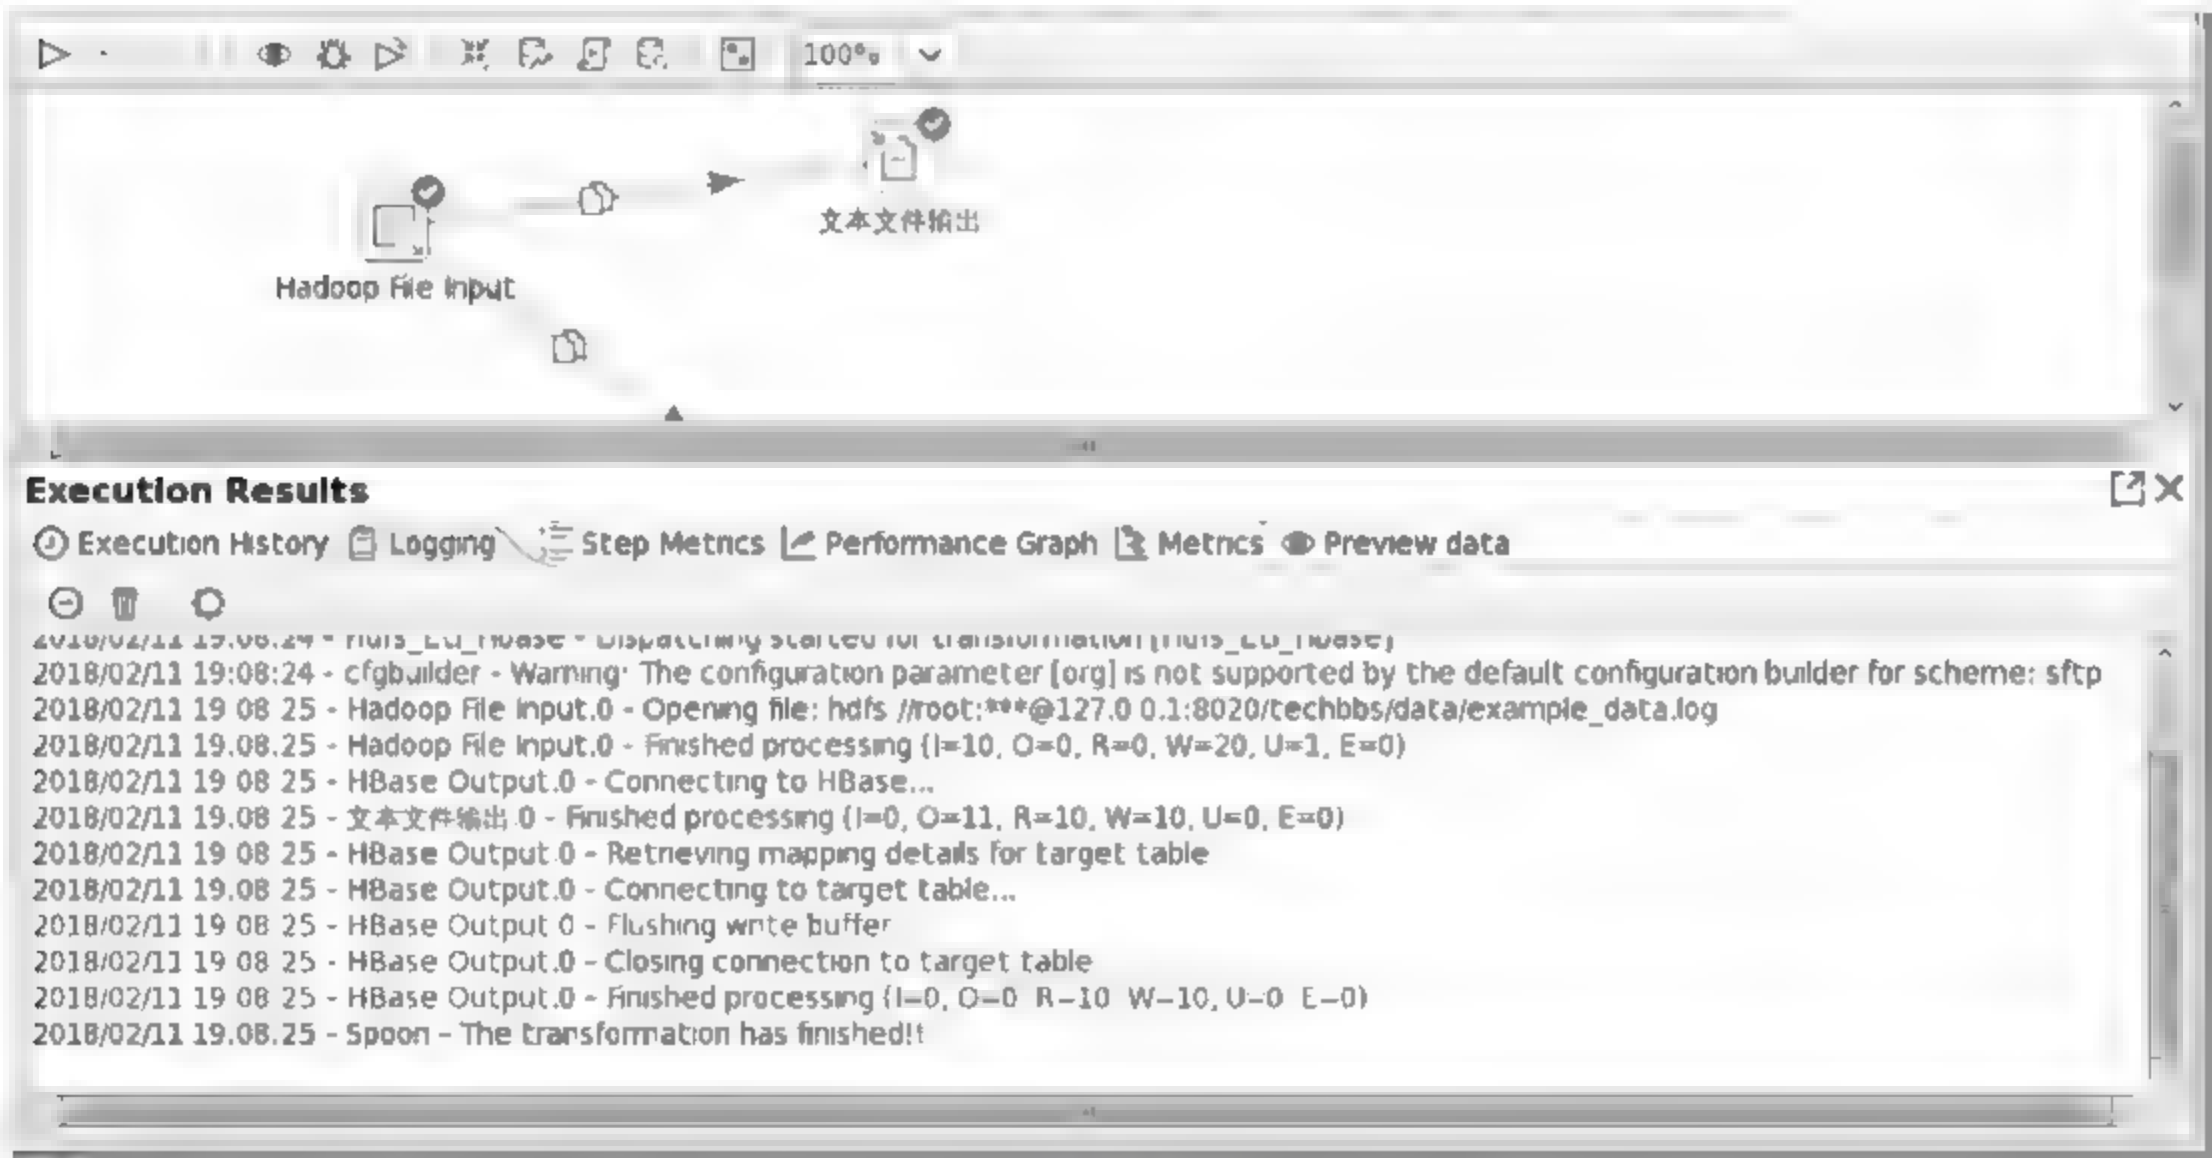 100%
文本文件输出
Hadoop File Input
Execution Results
Execution History Logging Step Metrics Performance Graph Metrics Preview data
2018/02/11 19:08:24 - - Dispatching started for transformation
2018/02/11 19:08:24 - cfgbuilder - Warning: The configuration parameter [org] is not supported by the default configuration builder for scheme: sftp
2018/02/11 19:08:25 - Hadoop File Input.0 - Opening file: hdfs://root:***@127.0.0.1:8020/techbbs/data/example_data.log
2018/02/11 19:08:25 - Hadoop File Input.0 - Finished processing (I=10, O=0, R=0, W=20, U=1, E=0)
2018/02/11 19:08:25 - HBase Output.0 - Connecting to HBase...
2018/02/11 19:08:25 - 文本文件输出.0 - Finished processing (I=0, O=11, R=10, W=10, U=0, E=0)
2018/02/11 19:08:25 - HBase Output.0 - Retrieving mapping details for target table
2018/02/11 19:08:25 - HBase Output.0 - Connecting to target table...
2018/02/11 19:08:25 - HBase Output.0 - Flushing write buffer
2018/02/11 19:08:25 - HBase Output.0 - Closing connection to target table
2018/02/11 19:08:25 - HBase Output.0 - Finished processing (I=0, O=0, R=10, W=10, U=0, E=0)
2018/02/11 19:08:25 - Spoon - The transformation has finished!!